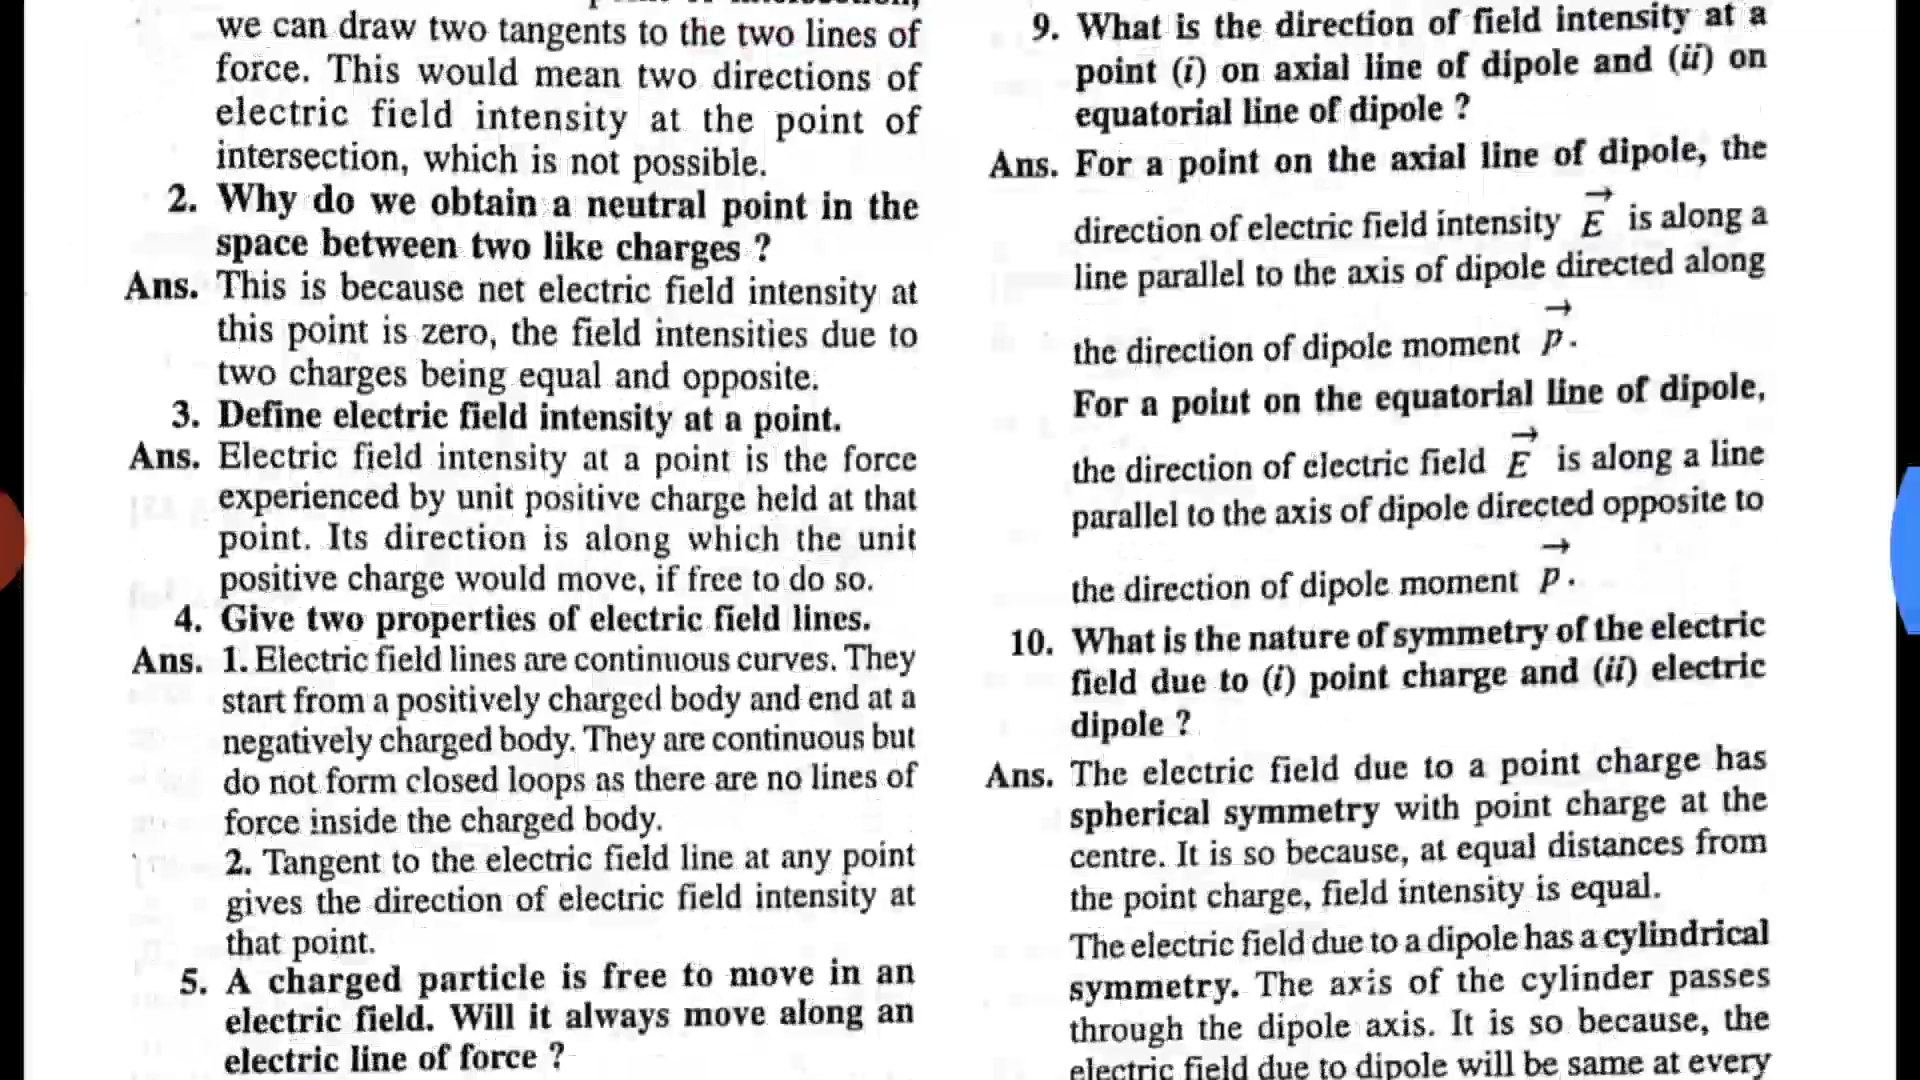 we can draw two tangents to the two lines of
force. This would mean two directions of
electric field intensity at the point of
intersection, which is not possible.
2. Why do we obtain a neutral point in the
space between two like charges ?
Ans. This is because net electric field intensity at
this point is zero, the field intensities due to
two charges being equal and opposite.
3. Define electric field intensity at a point.
Ans. Electric field intensity at a point is the force
experienced by unit positive charge held at that
point. Its direction is along which the unit
positive charge would move, if free to do so.
4. Give two properties of electric field lines.
Ans. 1. Electric field lines are continuous curves. They
start from a positively charged body and end at a
negatively charged body. They are continuous but
do not form closed loops as there are no lines of
force inside the charged body.
2. Tangent to the electric field line at any point
gives the direction of electric field intensity at
that point.
5. A charged particle is free to move in an
electric field. Will it always move along an
electric line of force ?
9. What is the direction of field intensity at a
point (i) on axial line of dipole and (ii) on
equatorial line of dipole ?
Ans. For a point on the axial line of dipole, the
direction of electric field intensity E⃗ is along a
line parallel to the axis of dipole directed along
the direction of dipole moment p⃗.
For a point on the equatorial line of dipole,
the direction of electric field E⃗ is along a line
parallel to the axis of dipole directed opposite to
the direction of dipole moment p⃗.
10. What is the nature of symmetry of the electric
field due to (i) point charge and (ii) electric
dipole ?
Ans. The electric field due to a point charge has
spherical symmetry with point charge at the
centre. It is so because, at equal distances from
the point charge, field intensity is equal.
The electric field due to a dipole has a cylindrical
symmetry. The axis of the cylinder passes
through the dipole axis. It is so because, the
electric field due to dipole will be same at every